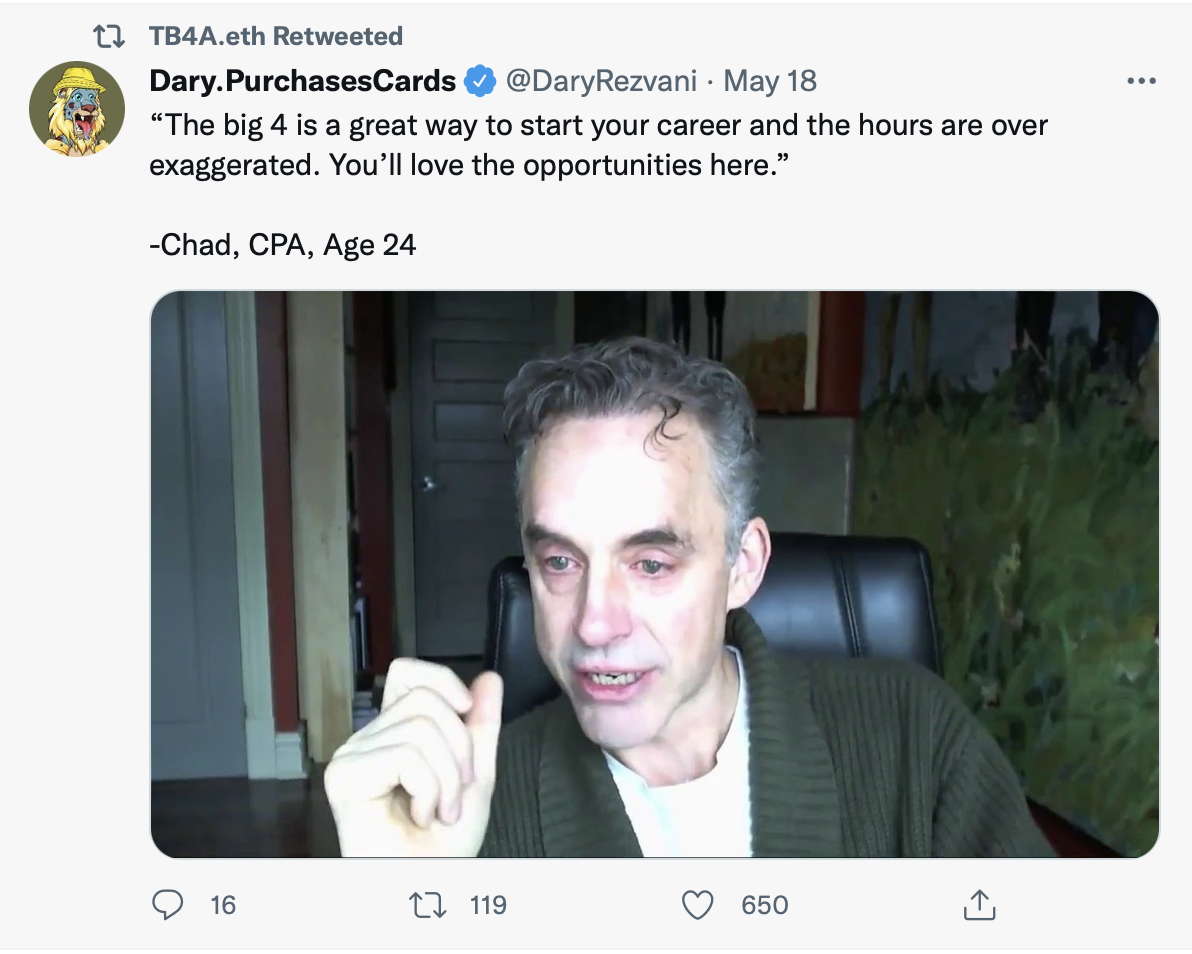 TB4A.eth Retweeted
Dary.PurchasesCards @DaryRezvani · May 18
“The big 4 is a great way to start your career and the hours are over
exaggerated. You’ll love the opportunities here.”
-Chad, CPA, Age 24
16 119 650